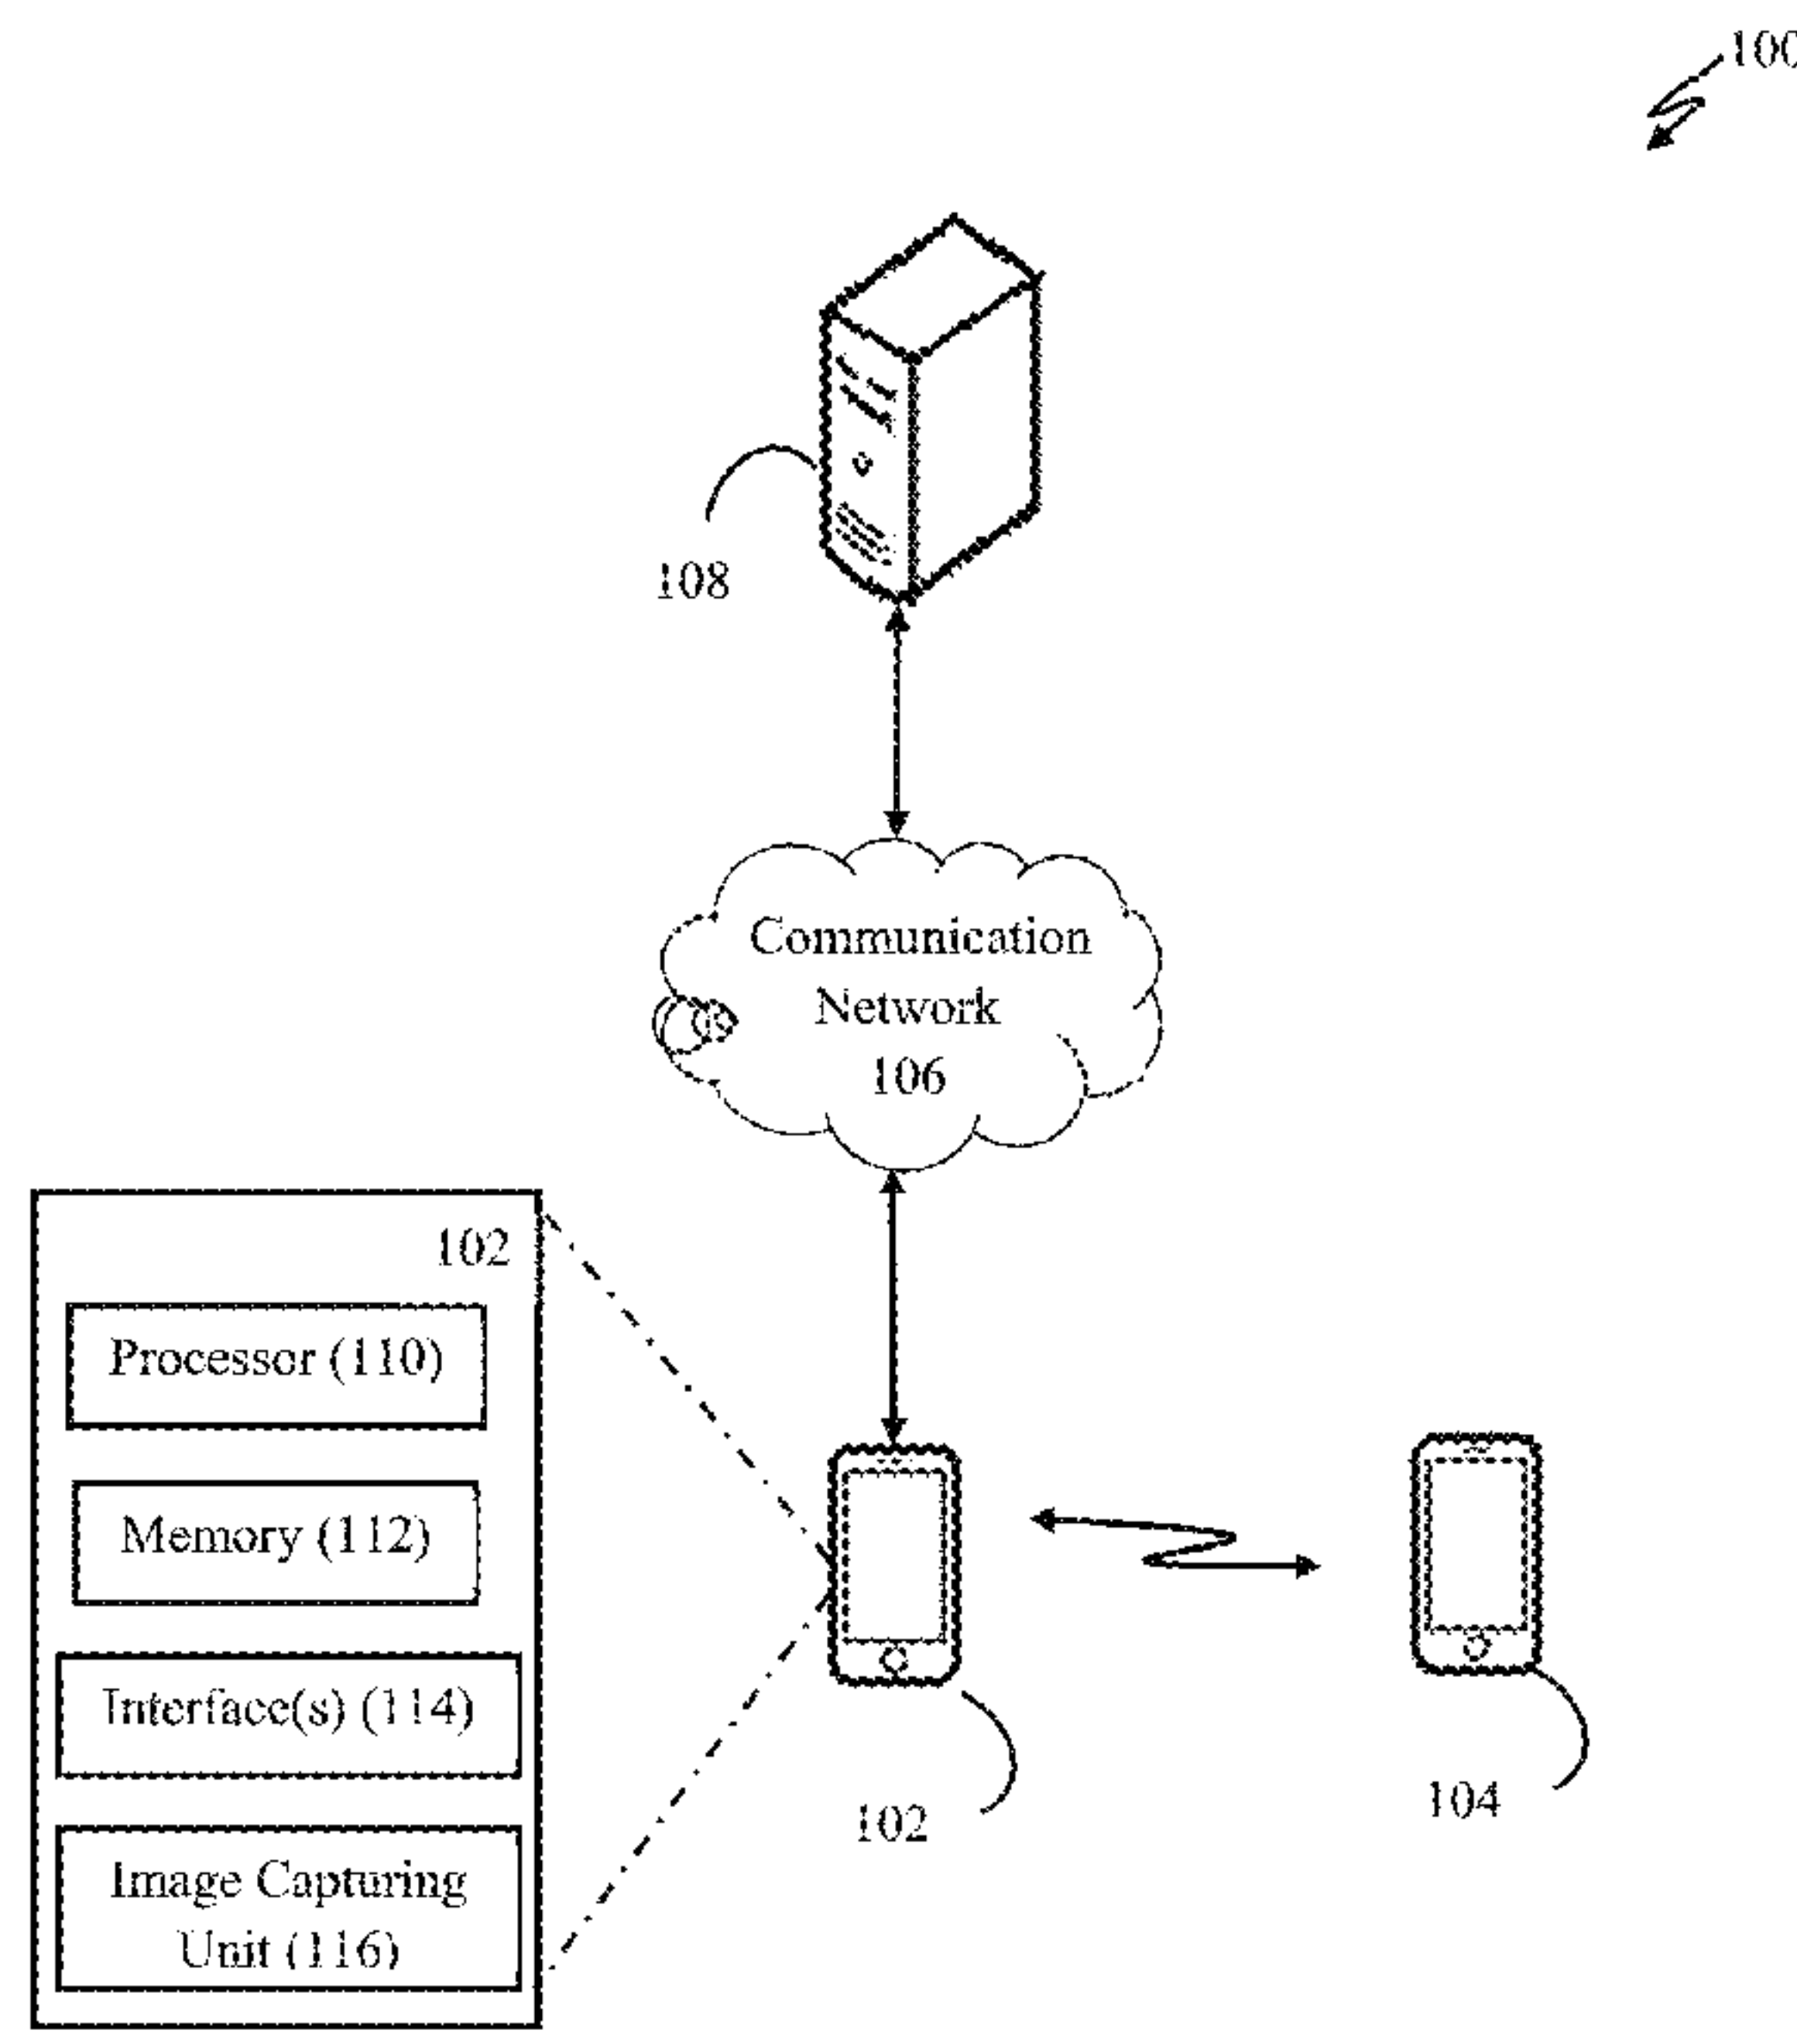 100
108
Communication
Network
106
102
Processor (110)
Memory (112)
Interface(s) (114)
Image Capturing
Unit (116)
102
104